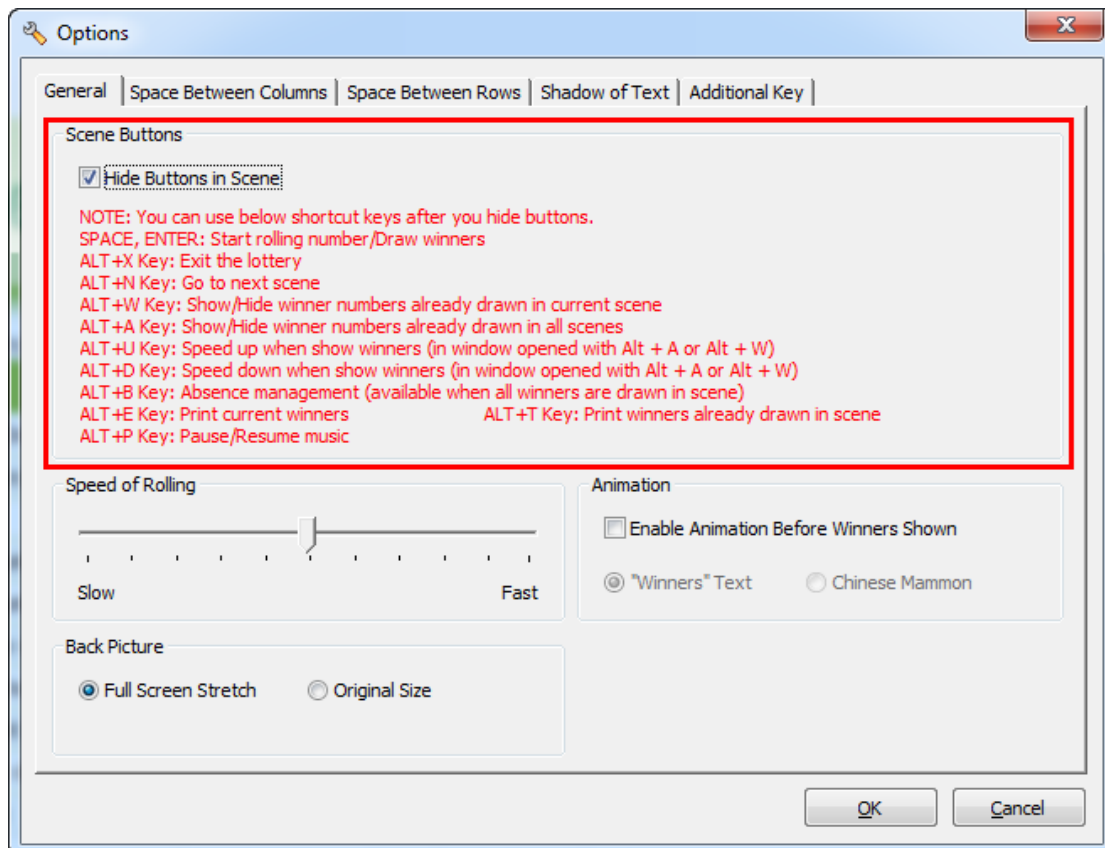 Options
General Space Between Columns Space Between Rows Shadow of Text Additional Key
Scene Buttons
Hide Buttons in Scene
NOTE: You can use below shortcut keys after you hide buttons.
SPACE, ENTER: Start rolling number/Draw winners
ALT+X Key: Exit the lottery
ALT+N Key: Go to next scene
ALT+W Key: Show/Hide winner numbers already drawn in current scene
ALT+A Key: Show/Hide winner numbers already drawn in all scenes
ALT+U Key: Speed up when show winners (in window opened with Alt + A or Alt + W)
ALT+D Key: Speed down when show winners (in window opened with Alt + A or Alt + W)
ALT+B Key: Absence management (available when all winners are drawn in scene)
ALT+E Key: Print current winners ALT+T Key: Print winners already drawn in scene
ALT+P Key: Pause/Resume music
Speed of Rolling
Slow Fast
Animation
Enable Animation Before Winners Shown
"Winners" Text Chinese Mammon
Back Picture
Full Screen Stretch Original Size
OK Cancel